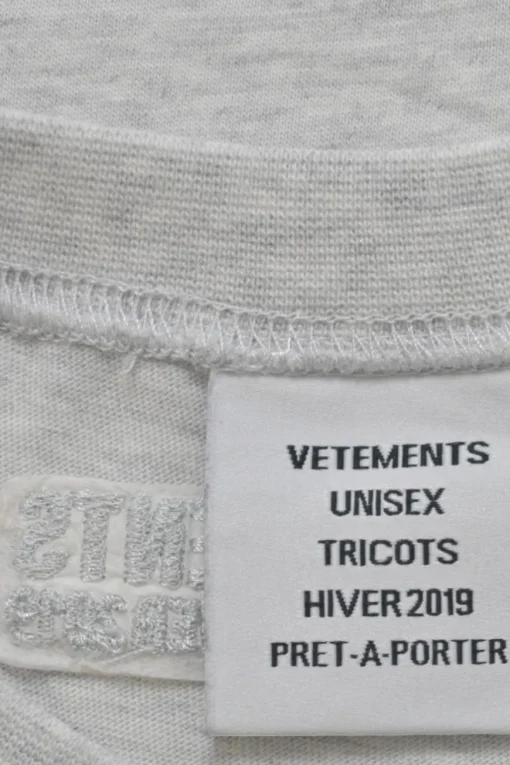 VETEMENTS
UNISEX
TRICOTS
HIVER 2019
PRET-A-PORTER